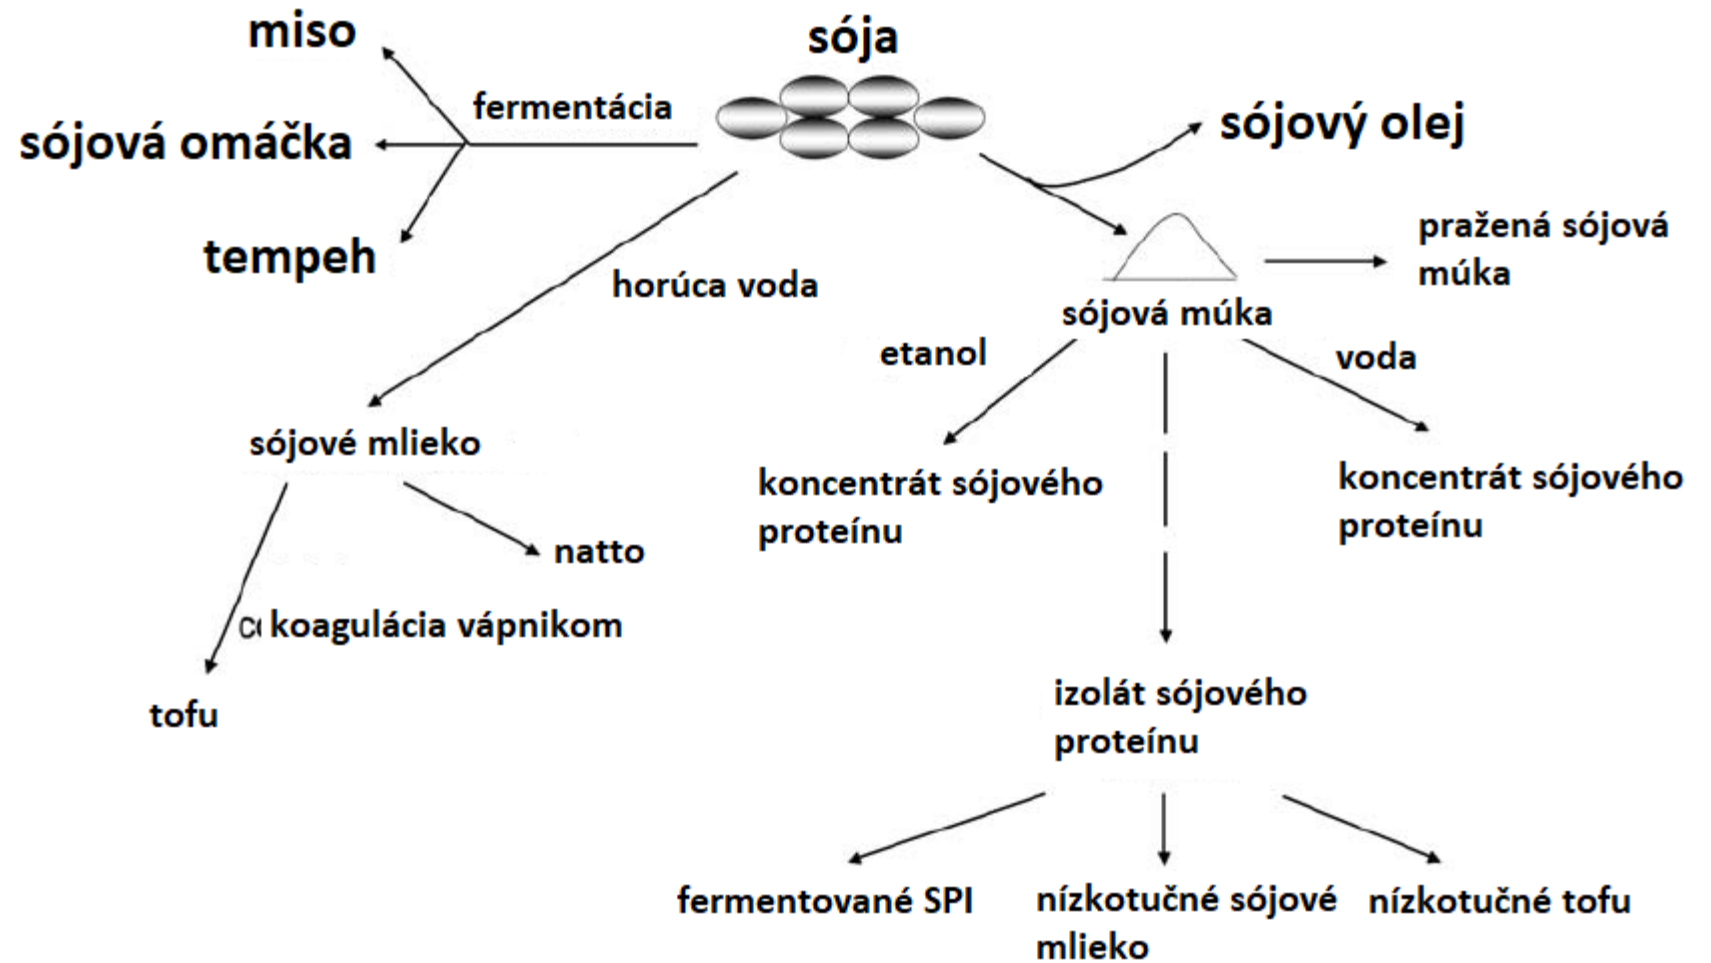 miso
sója
fermentácia
sójová omáčka
sójový olej
tempeh
pražená sójová
múka
horúca voda
sójová múka
etanol
voda
sójové mlieko
koncentrát sójového
proteínu
koncentrát sójového
proteínu
natto
koagulácia vápnikom
tofu
izolát sójového
proteínu
fermentované SPI
nízkotučné sójové
mlieko
nízkotučné tofu